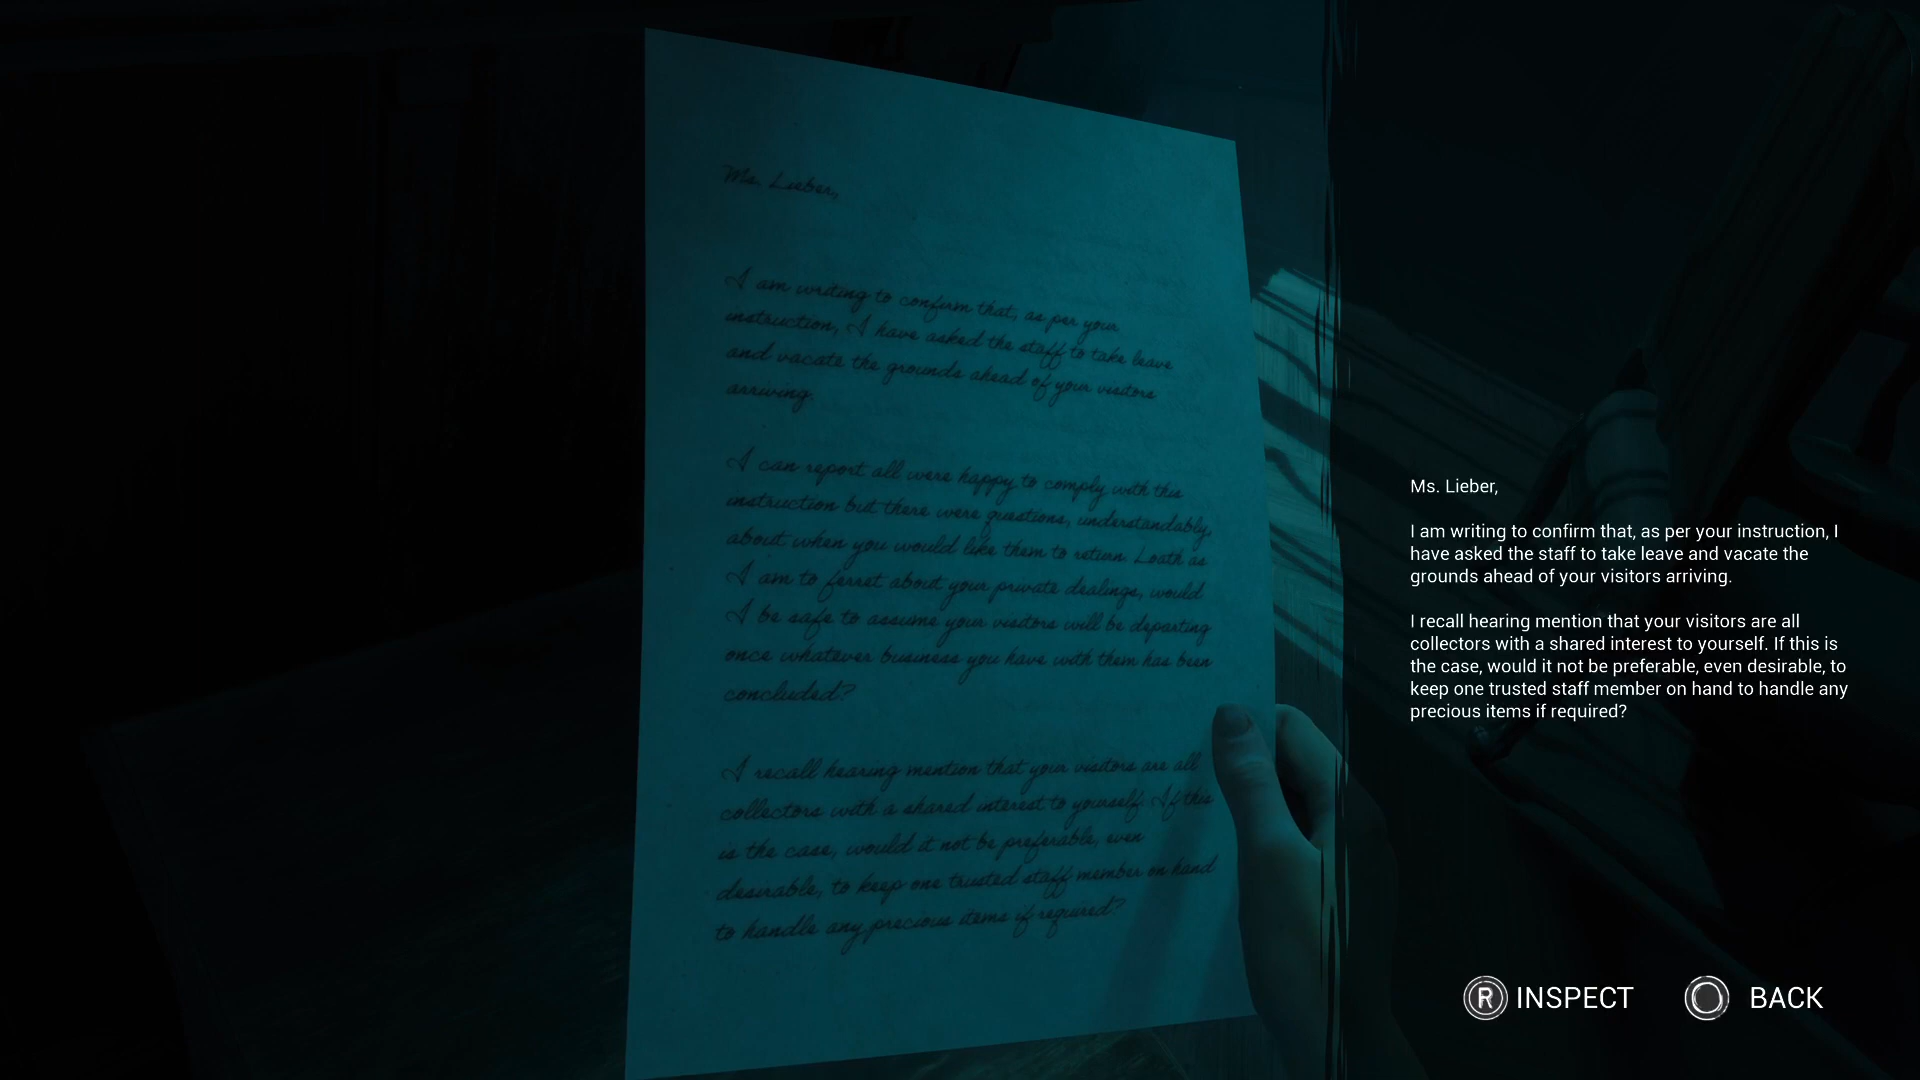 Ms. Lieber,
I am writing to confirm that, as per your
instruction, I have asked the staff to take leave
and vacate the grounds ahead of your visitors
arriving.
I can report all were happy to comply with this
instruction but there were questions, understandably,
about when you would like them to return. Loath as
I am to ferret about your private dealings, would
I be safe to assume your visitors will be departing
once whatever business you have with them has been
concluded?
I recall hearing mention that your visitors are all
collectors with a shared interest to yourself. If this
is the case, would it not be preferable, even
desirable, to keep one trusted staff member on hand
to handle any precious items if required?
Ms. Lieber,
I am writing to confirm that, as per your instruction, I
have asked the staff to take leave and vacate the
grounds ahead of your visitors arriving.
I recall hearing mention that your visitors are all
collectors with a shared interest to yourself. If this is
the case, would it not be preferable, even desirable, to
keep one trusted staff member on hand to handle any
precious items if required?
R INSPECT
BACK